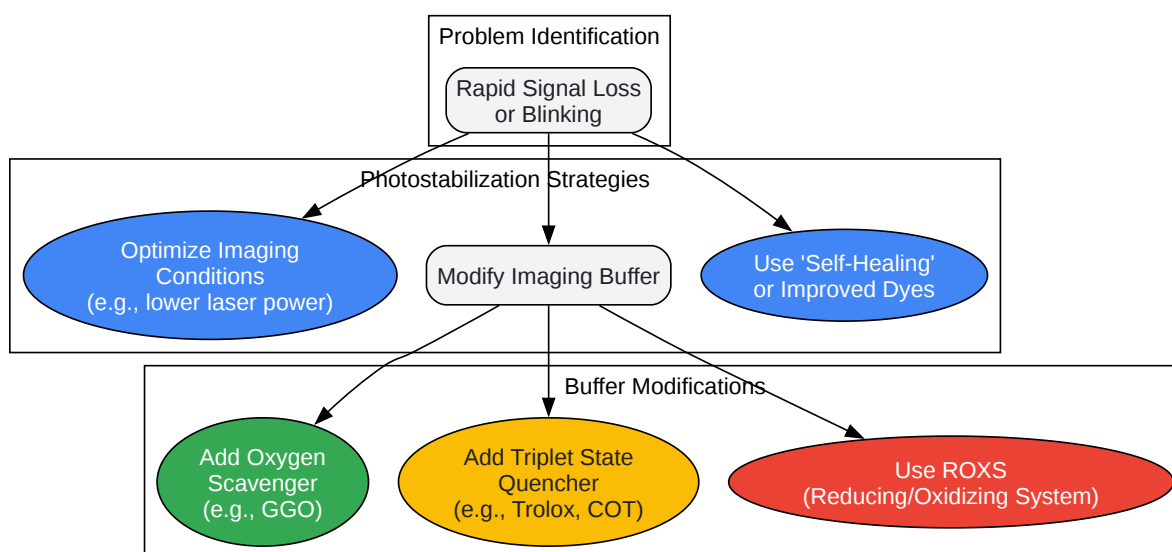 Problem Identification
Rapid Signal Loss
or Blinking
Photostabilization Strategies
Optimize Imaging
Conditions
(e.g., lower laser power)
Modify Imaging Buffer
Use 'Self-Healing'
or Improved Dyes
Buffer Modifications
Add Oxygen
Scavenger
(e.g., GGO)
Add Triplet State
Quencher
(e.g., Trolox, COT)
Use ROXS
(Reducing/Oxidizing System)